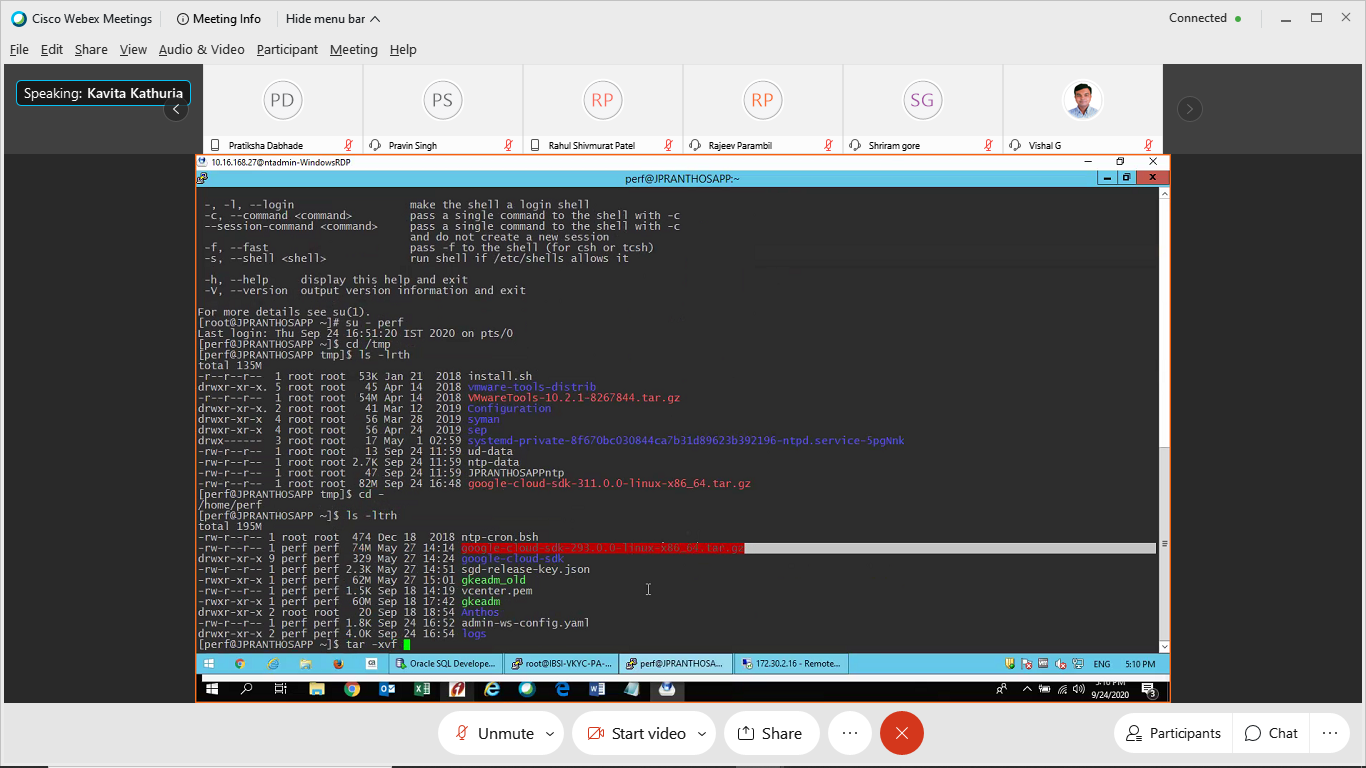 Cisco Webex Meetings Meeting Info Hide menu bar Connected
File Edit Share View Audio & Video Participant Meeting Help
Speaking: Kavita Kathuria
PD PS RP RP SG
Pratiksha Dabhade Pravin Singh Rahul Shivmurat Patel Rajeev Parambil Shriram gore Vishal G
10.16.168.27@ntadmin-WindowsRDP
perf@JPRANTHOSAPP:~
-, -l, --login make the shell a login shell
-c, --command <command> pass a single command to the shell with -c
--session-command <command> pass a single command to the shell with -c
and do not create a new session
-f, --fast pass -f to the shell (for csh or tcsh)
-s, --shell <shell> run shell if /etc/shells allows it
-h, --help display this help and exit
-V, --version output version information and exit
For more details see su(1).
[root@JPRANTHOSAPP ~]# su - perf
Last login: Thu Sep 24 16:51:20 IST 2020 on pts/0
[perf@JPRANTHOSAPP ~]$ cd /tmp
[perf@JPRANTHOSAPP tmp]$ ls -lrth
total 135M
-r--r--r-- 1 root root 53K Jan 21 2018 install.sh
drwxr-xr-x. 5 root root 45 Apr 14 2018 vmware-tools-distrib
-r--r--r-- 1 root root 54M Apr 14 2018 VMwareTools-10.2.1-8267844.tar.gz
drwxr-xr-x. 2 root root 41 Mar 12 2019 Configuration
drwxr-xr-x 4 root root 56 Mar 28 2019 syman
drwxr-xr-x 4 root root 56 Apr 24 2019 sep
drwx------ 3 root root 17 May 1 02:59 systemd-private-8f670bc030844ca7b31d89623b392196-ntpd.service-5pgNnk
-rw-r--r-- 1 root root 13 Sep 24 11:59 ud-data
-rw-r--r-- 1 root root 2.7K Sep 24 11:59 ntp-data
-rw-r--r-- 1 root root 47 Sep 24 11:59 JPRANTHOSAPPntp
-rw-r--r-- 1 root root 82M Sep 24 16:48 google-cloud-sdk-311.0.0-linux-x86_64.tar.gz
[perf@JPRANTHOSAPP tmp]$ cd -
/home/perf
[perf@JPRANTHOSAPP ~]$ ls -ltrh
total 195M
-rw-r--r-- 1 root root 474 Dec 18 2018 ntp-cron.bsh
-rw-r--r-- 1 perf perf 74M May 27 14:14 google-cloud-sdk-293.0.0-linux-x86_64.tar.gz
drwxr-xr-x 9 perf perf 329 May 27 14:24 google-cloud-sdk
-rw-r--r-- 1 perf perf 2.3K May 27 14:51 sgd-release-key.json
-rwxr-xr-x 1 perf perf 62M May 27 15:01 gkeadm_old
-rw-r--r-- 1 perf perf 1.5K Sep 18 14:19 vcenter.pem
-rwxr-xr-x 1 perf perf 60M Sep 18 17:42 gkeadm
drwxr-xr-x 2 root root 20 Sep 18 18:54 Anthos
-rw-r--r-- 1 perf perf 1.8K Sep 24 16:52 admin-ws-config.yaml
drwxr-xr-x 2 perf perf 4.0K Sep 24 16:54 logs
[perf@JPRANTHOSAPP ~]$ tar -xvf
Oracle SQL Develope... root@IBSI-VKYC-PA-... perf@JPRANTHOSA... 172.30.2.16 - Remote... ENG 5:10 PM
9/24/2020 3
Unmute Start video Share Participants Chat